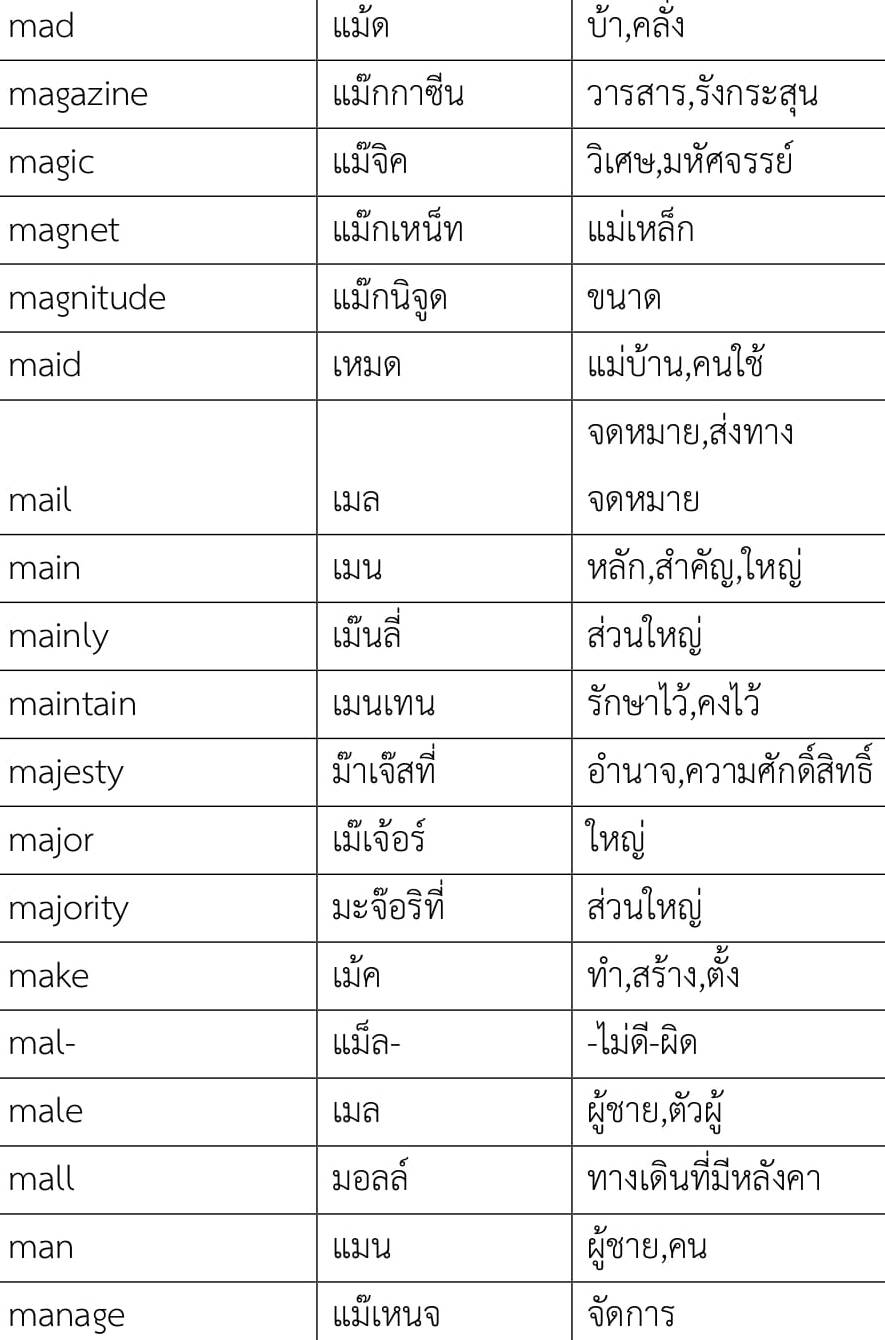 mad แม้ด บ้า,คลั่ง
magazine แม๊กกาซีน วารสาร,รังกระสุน
magic แม๊จิค วิเศษ,มหัศจรรย์
magnet แม๊กเหน็ท แม่เหล็ก
magnitude แม๊กนิจูด ขนาด
maid เหมด แม่บ้าน,คนใช้
จดหมาย,ส่งทาง
mail เมล จดหมาย
main เมน หลัก,สำคัญ,ใหญ่
mainly เม๊นลี่ ส่วนใหญ่
maintain เมนเทน รักษาไว้,คงไว้
majesty ม๊าเจ๊สที่ อำนาจ,ความศักดิ์สิทธิ์
major เม๊เจ้อร์ ใหญ่
majority มะจ๊อริที่ ส่วนใหญ่
make เม้ค ทำ,สร้าง,ตั้ง
mal- แม็ล- -ไม่ดี-ผิด
male เมล ผู้ชาย,ตัวผู้
mall มอลล์ ทางเดินที่มีหลังคา
man แมน ผู้ชาย,คน
manage แม๊เหนจ จัดการ